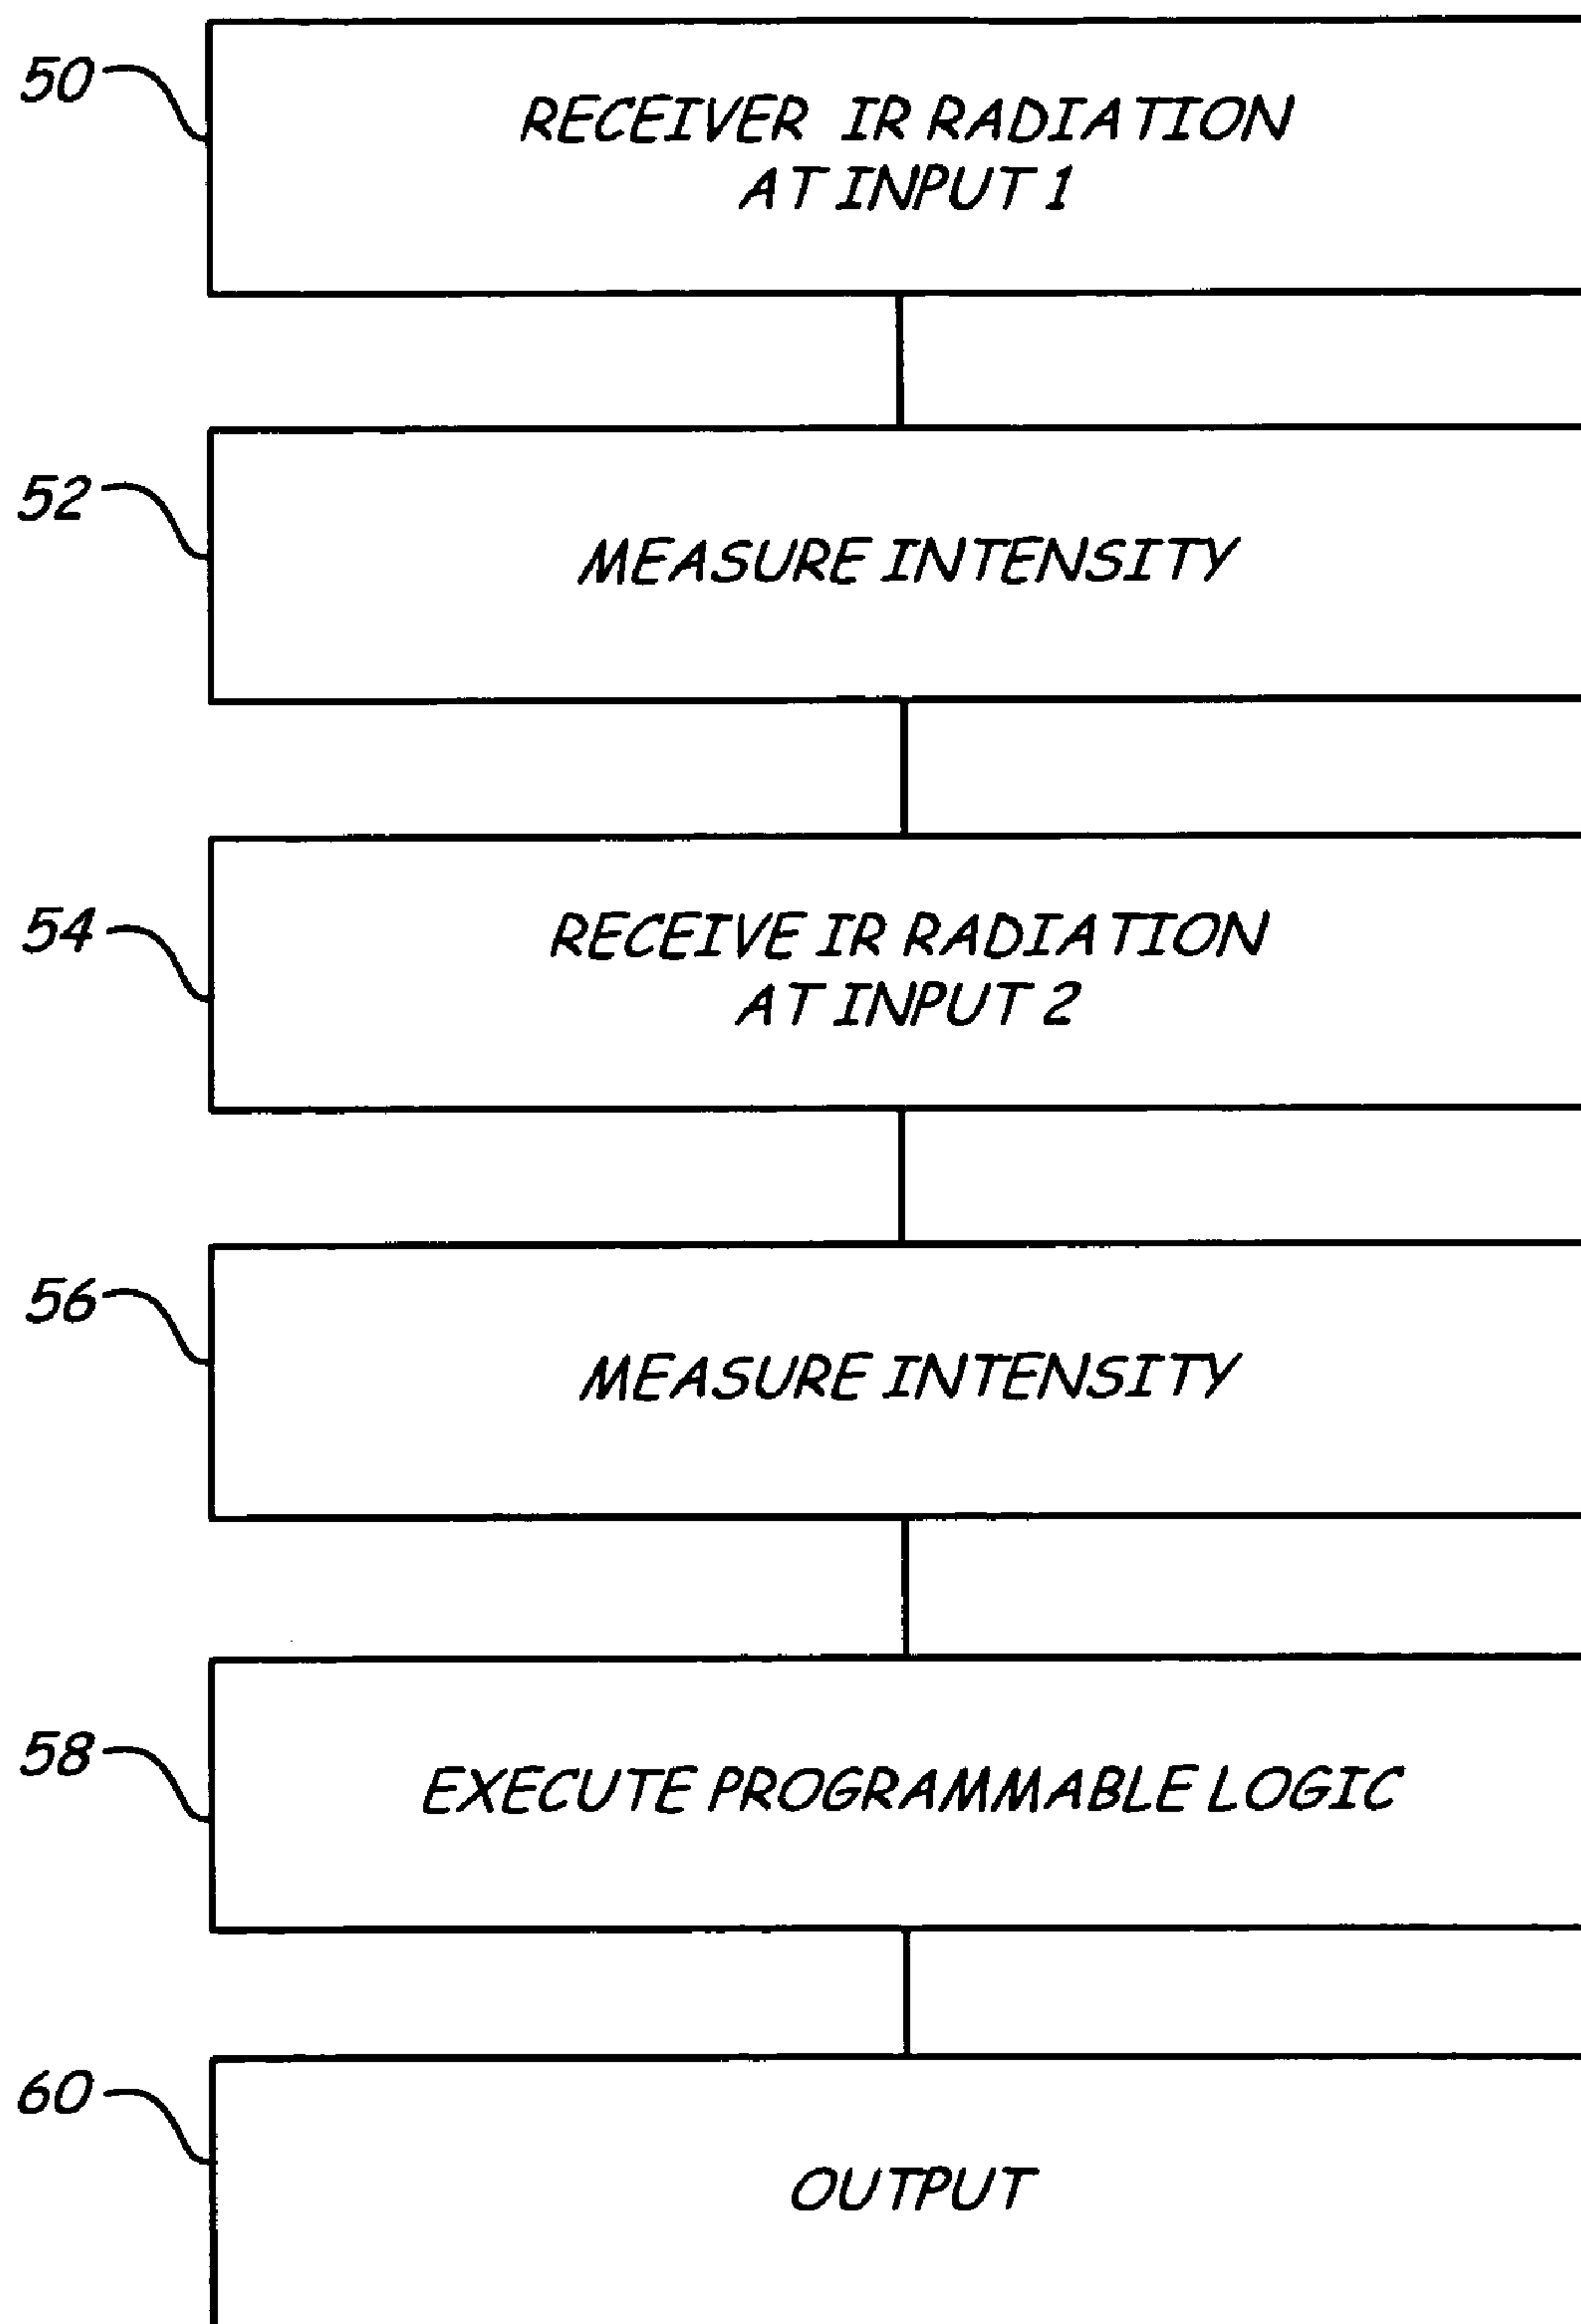 50
RECEIVER IR RADIATION
AT INPUT 1
52
MEASURE INTENSITY
54
RECEIVE IR RADIATION
AT INPUT 2
56
MEASURE INTENSITY
58
EXECUTE PROGRAMMABLE LOGIC
60
OUTPUT